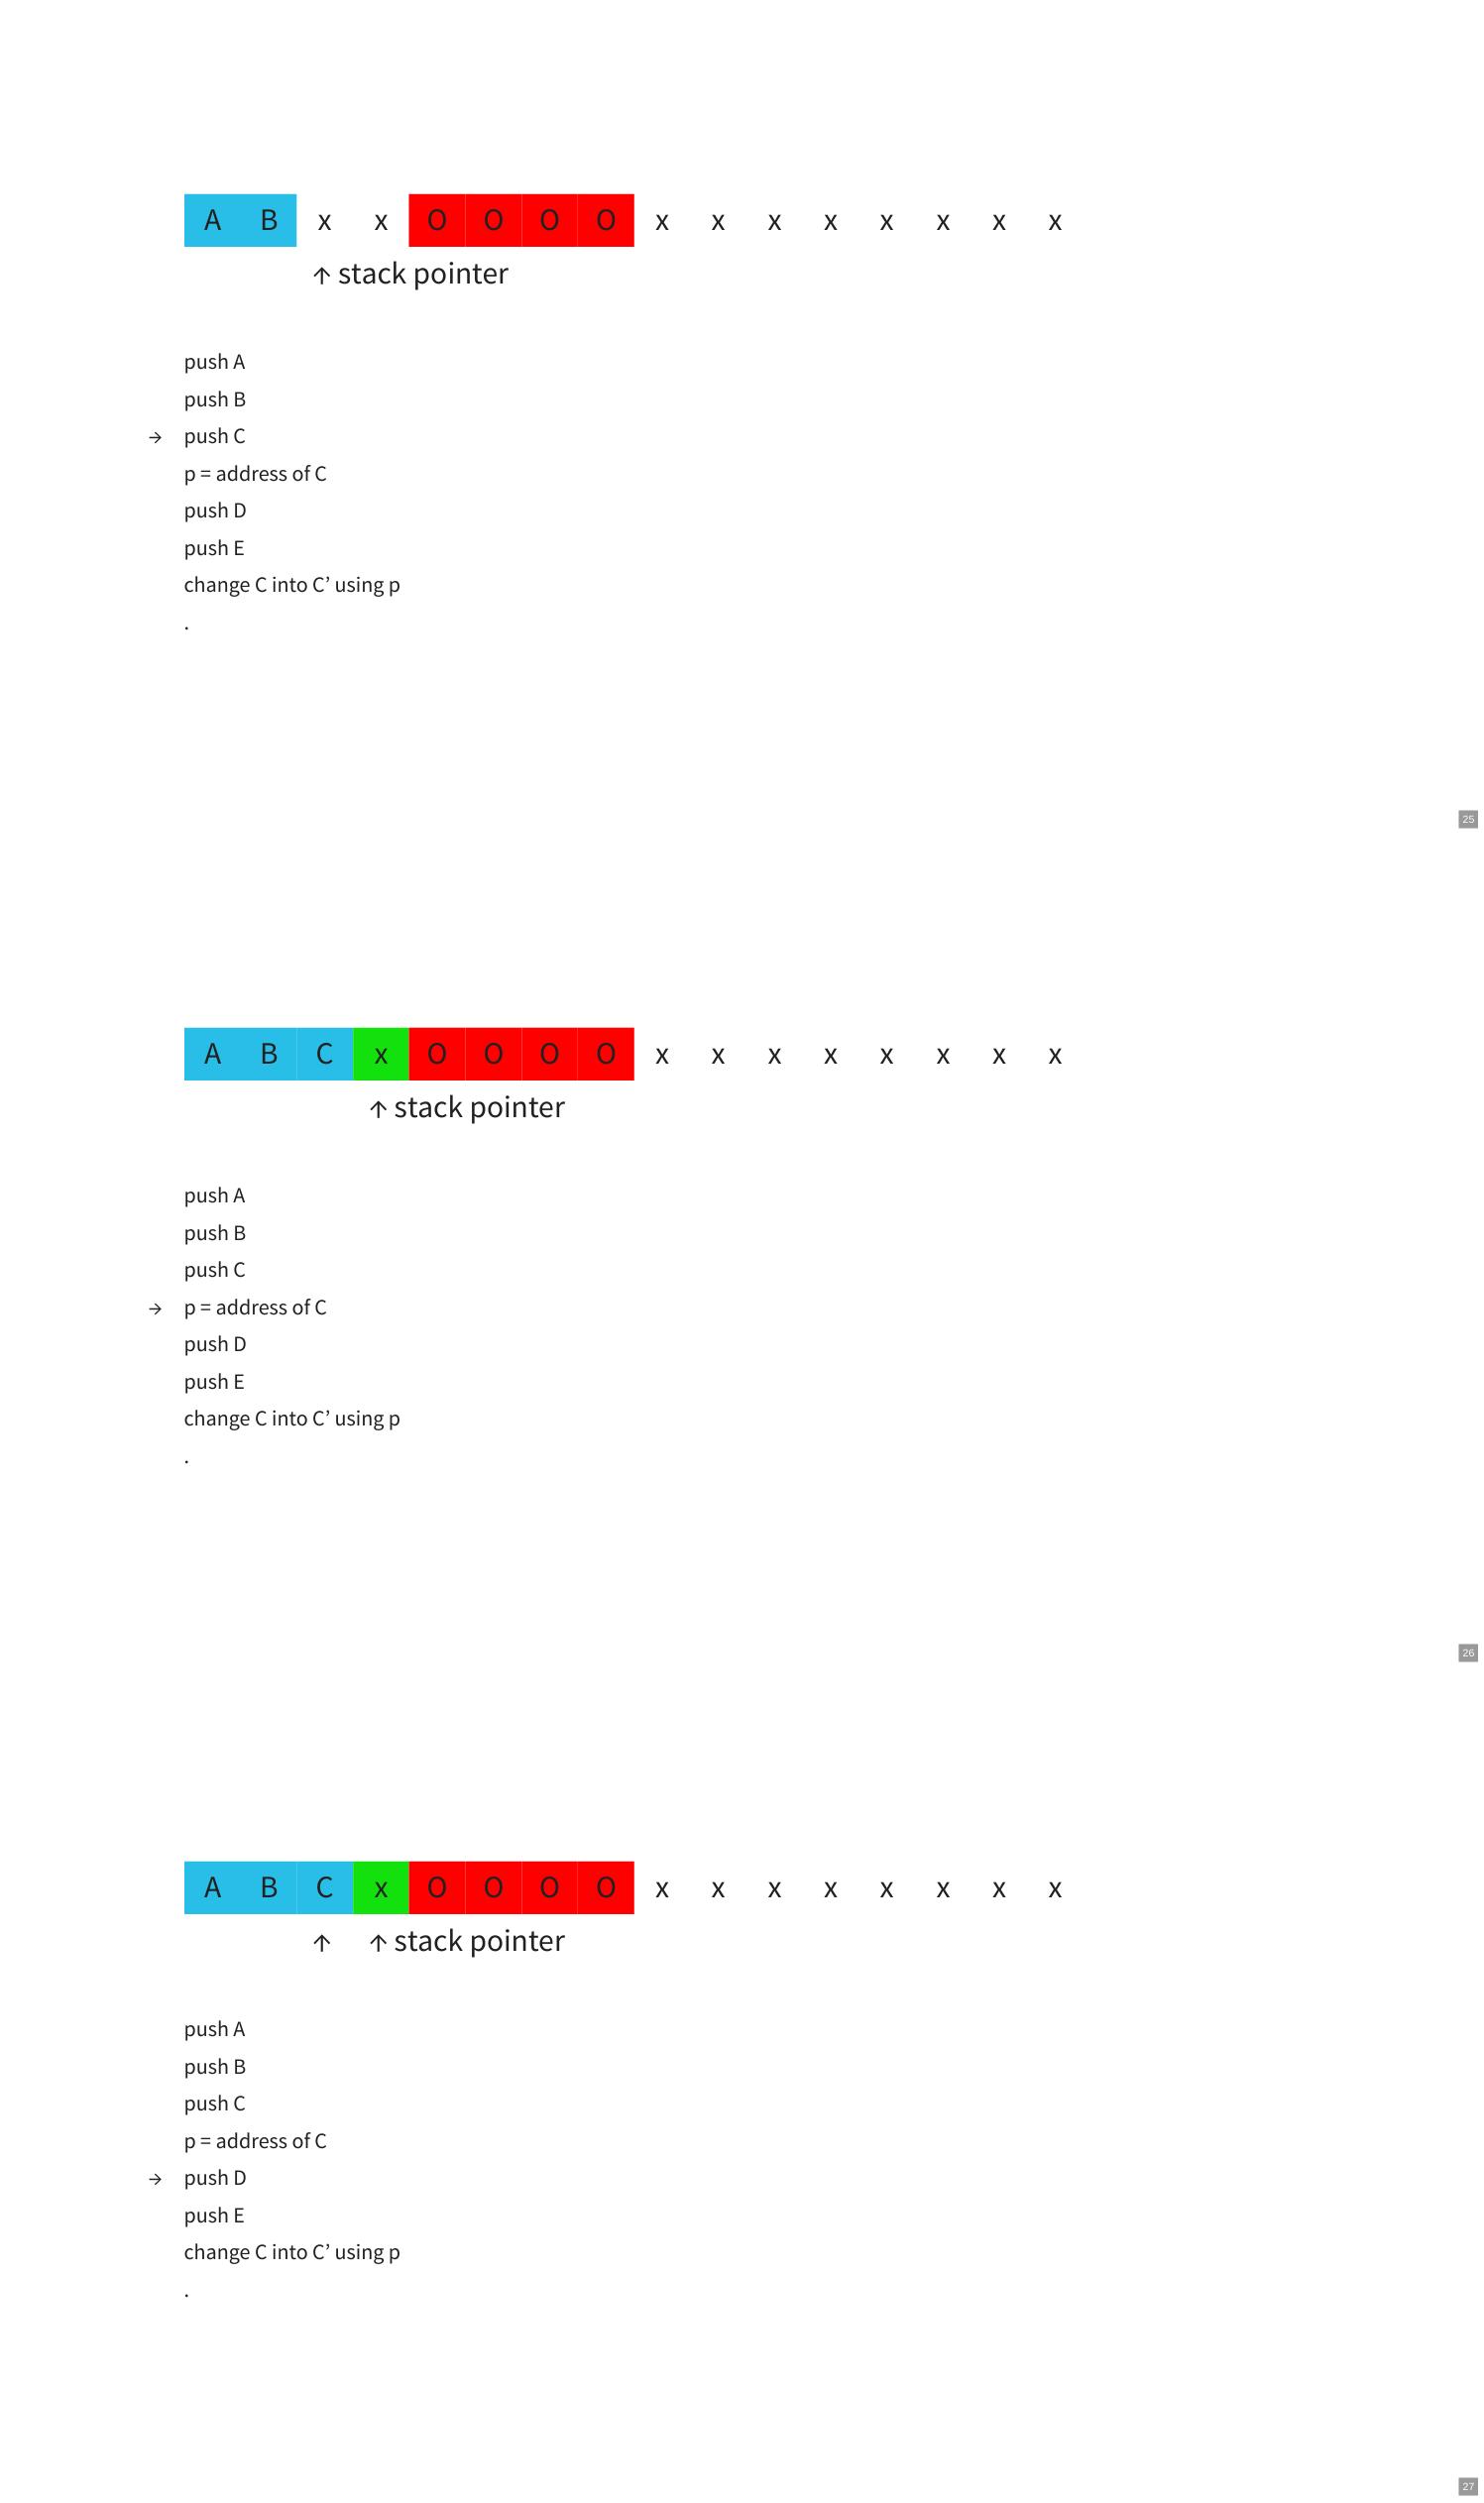 A B x x O O O O x x x x x x x x
↑ stack pointer
push A
push B
→ push C
p = address of C
push D
push E
change C into C’ using p
.
25
A B C x O O O O x x x x x x x x
↑ stack pointer
push A
push B
push C
→ p = address of C
push D
push E
change C into C’ using p
.
26
A B C x O O O O x x x x x x x x
↑ ↑ stack pointer
push A
push B
push C
p = address of C
→ push D
push E
change C into C’ using p
.
27